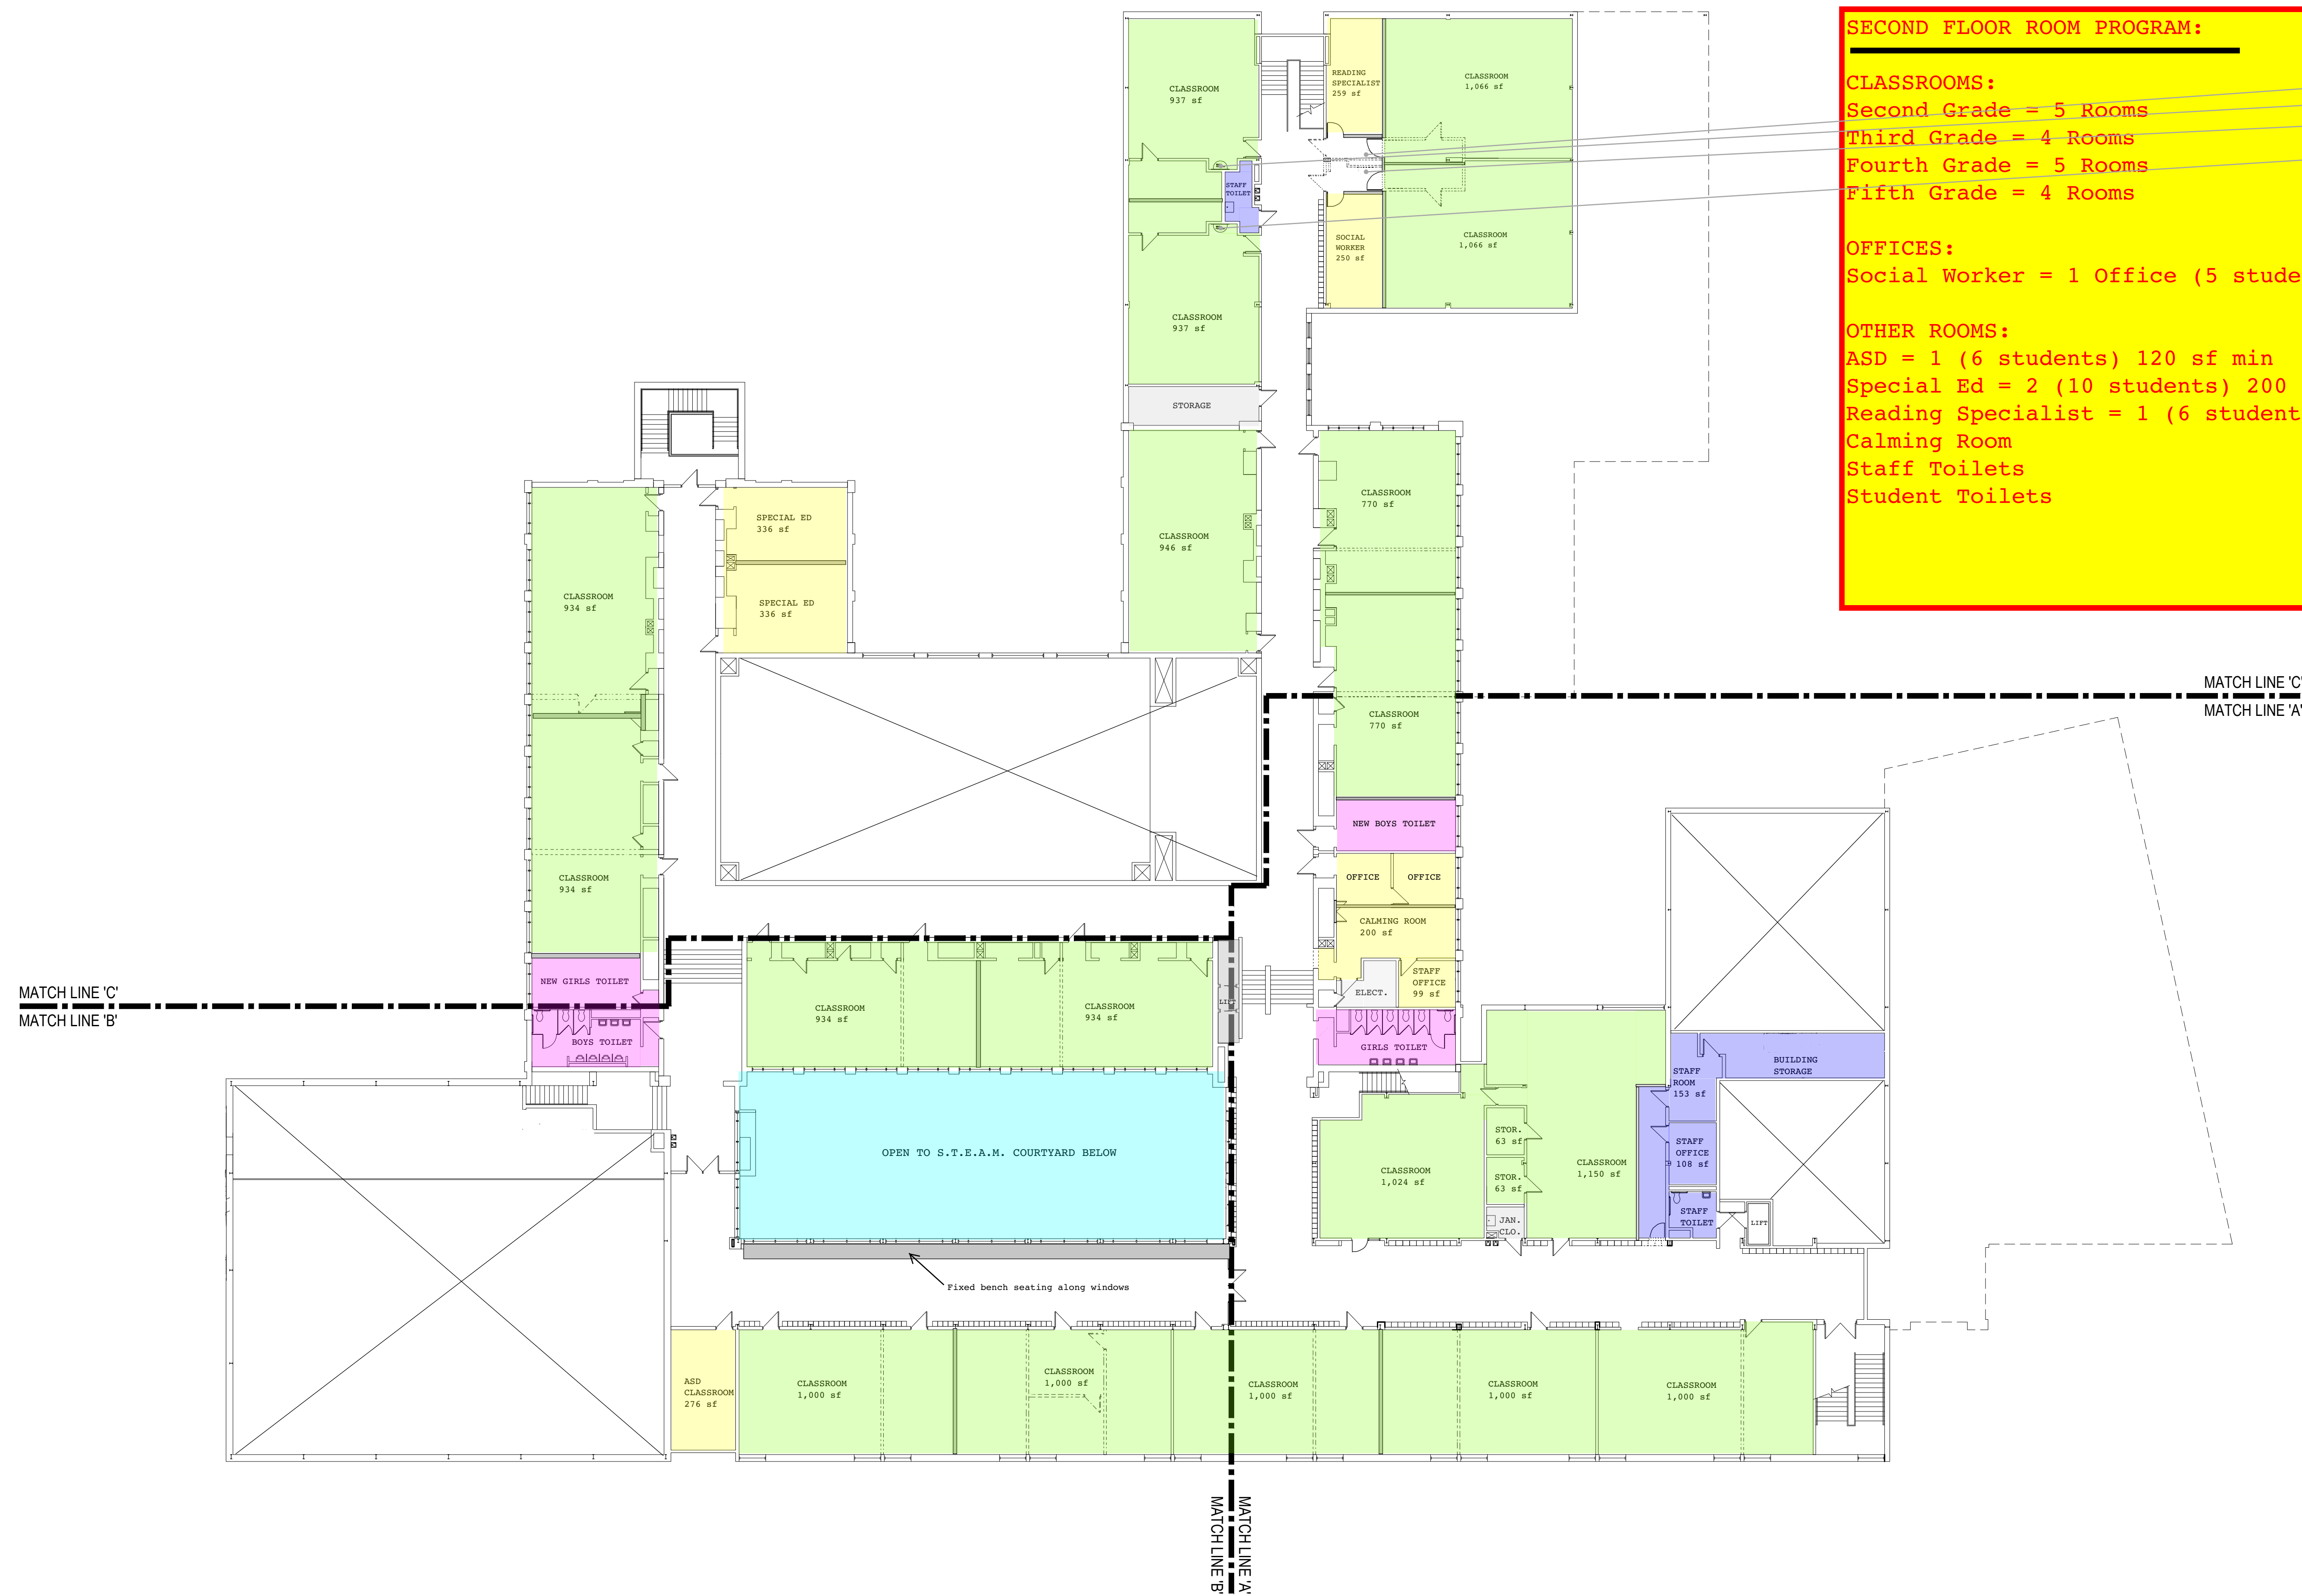 SECOND FLOOR ROOM PROGRAM:
CLASSROOMS:
Second Grade = 5 Rooms
Third Grade = 4 Rooms
Fourth Grade = 5 Rooms
Fifth Grade = 4 Rooms
OFFICES:
Social Worker = 1 Office (5 stude
OTHER ROOMS:
ASD = 1 (6 students) 120 sf min
Special Ed = 2 (10 students) 200
Reading Specialist = 1 (6 student
Calming Room
Staff Toilets
Student Toilets
CLASSROOM
937 sf
READING
SPECIALIST
259 sf
CLASSROOM
1,066 sf
STAFF
TOILET
SOCIAL
WORKER
250 sf
CLASSROOM
1,066 sf
CLASSROOM
937 sf
STORAGE
CLASSROOM
946 sf
CLASSROOM
770 sf
SPECIAL ED
336 sf
SPECIAL ED
336 sf
CLASSROOM
934 sf
CLASSROOM
770 sf
MATCH LINE 'C'
MATCH LINE 'A'
NEW BOYS TOILET
OFFICE
OFFICE
CLASSROOM
934 sf
CALMING ROOM
200 sf
STAFF
OFFICE
99 sf
ELECT.
NEW GIRLS TOILET
MATCH LINE 'C'
MATCH LINE 'B'
BOYS TOILET
CLASSROOM
934 sf
CLASSROOM
934 sf
LIFT
GIRLS TOILET
BUILDING
STORAGE
STAFF
ROOM
153 sf
STOR.
63 sf
STAFF
OFFICE
108 sf
OPEN TO S.T.E.A.M. COURTYARD BELOW
CLASSROOM
1,024 sf
STOR.
63 sf
CLASSROOM
1,150 sf
JAN.
CLO.
STAFF
TOILET
LIFT
Fixed bench seating along windows
ASD
CLASSROOM
276 sf
CLASSROOM
1,000 sf
CLASSROOM
1,000 sf
CLASSROOM
1,000 sf
CLASSROOM
1,000 sf
CLASSROOM
1,000 sf
MATCH LINE 'A'
MATCH LINE 'B'